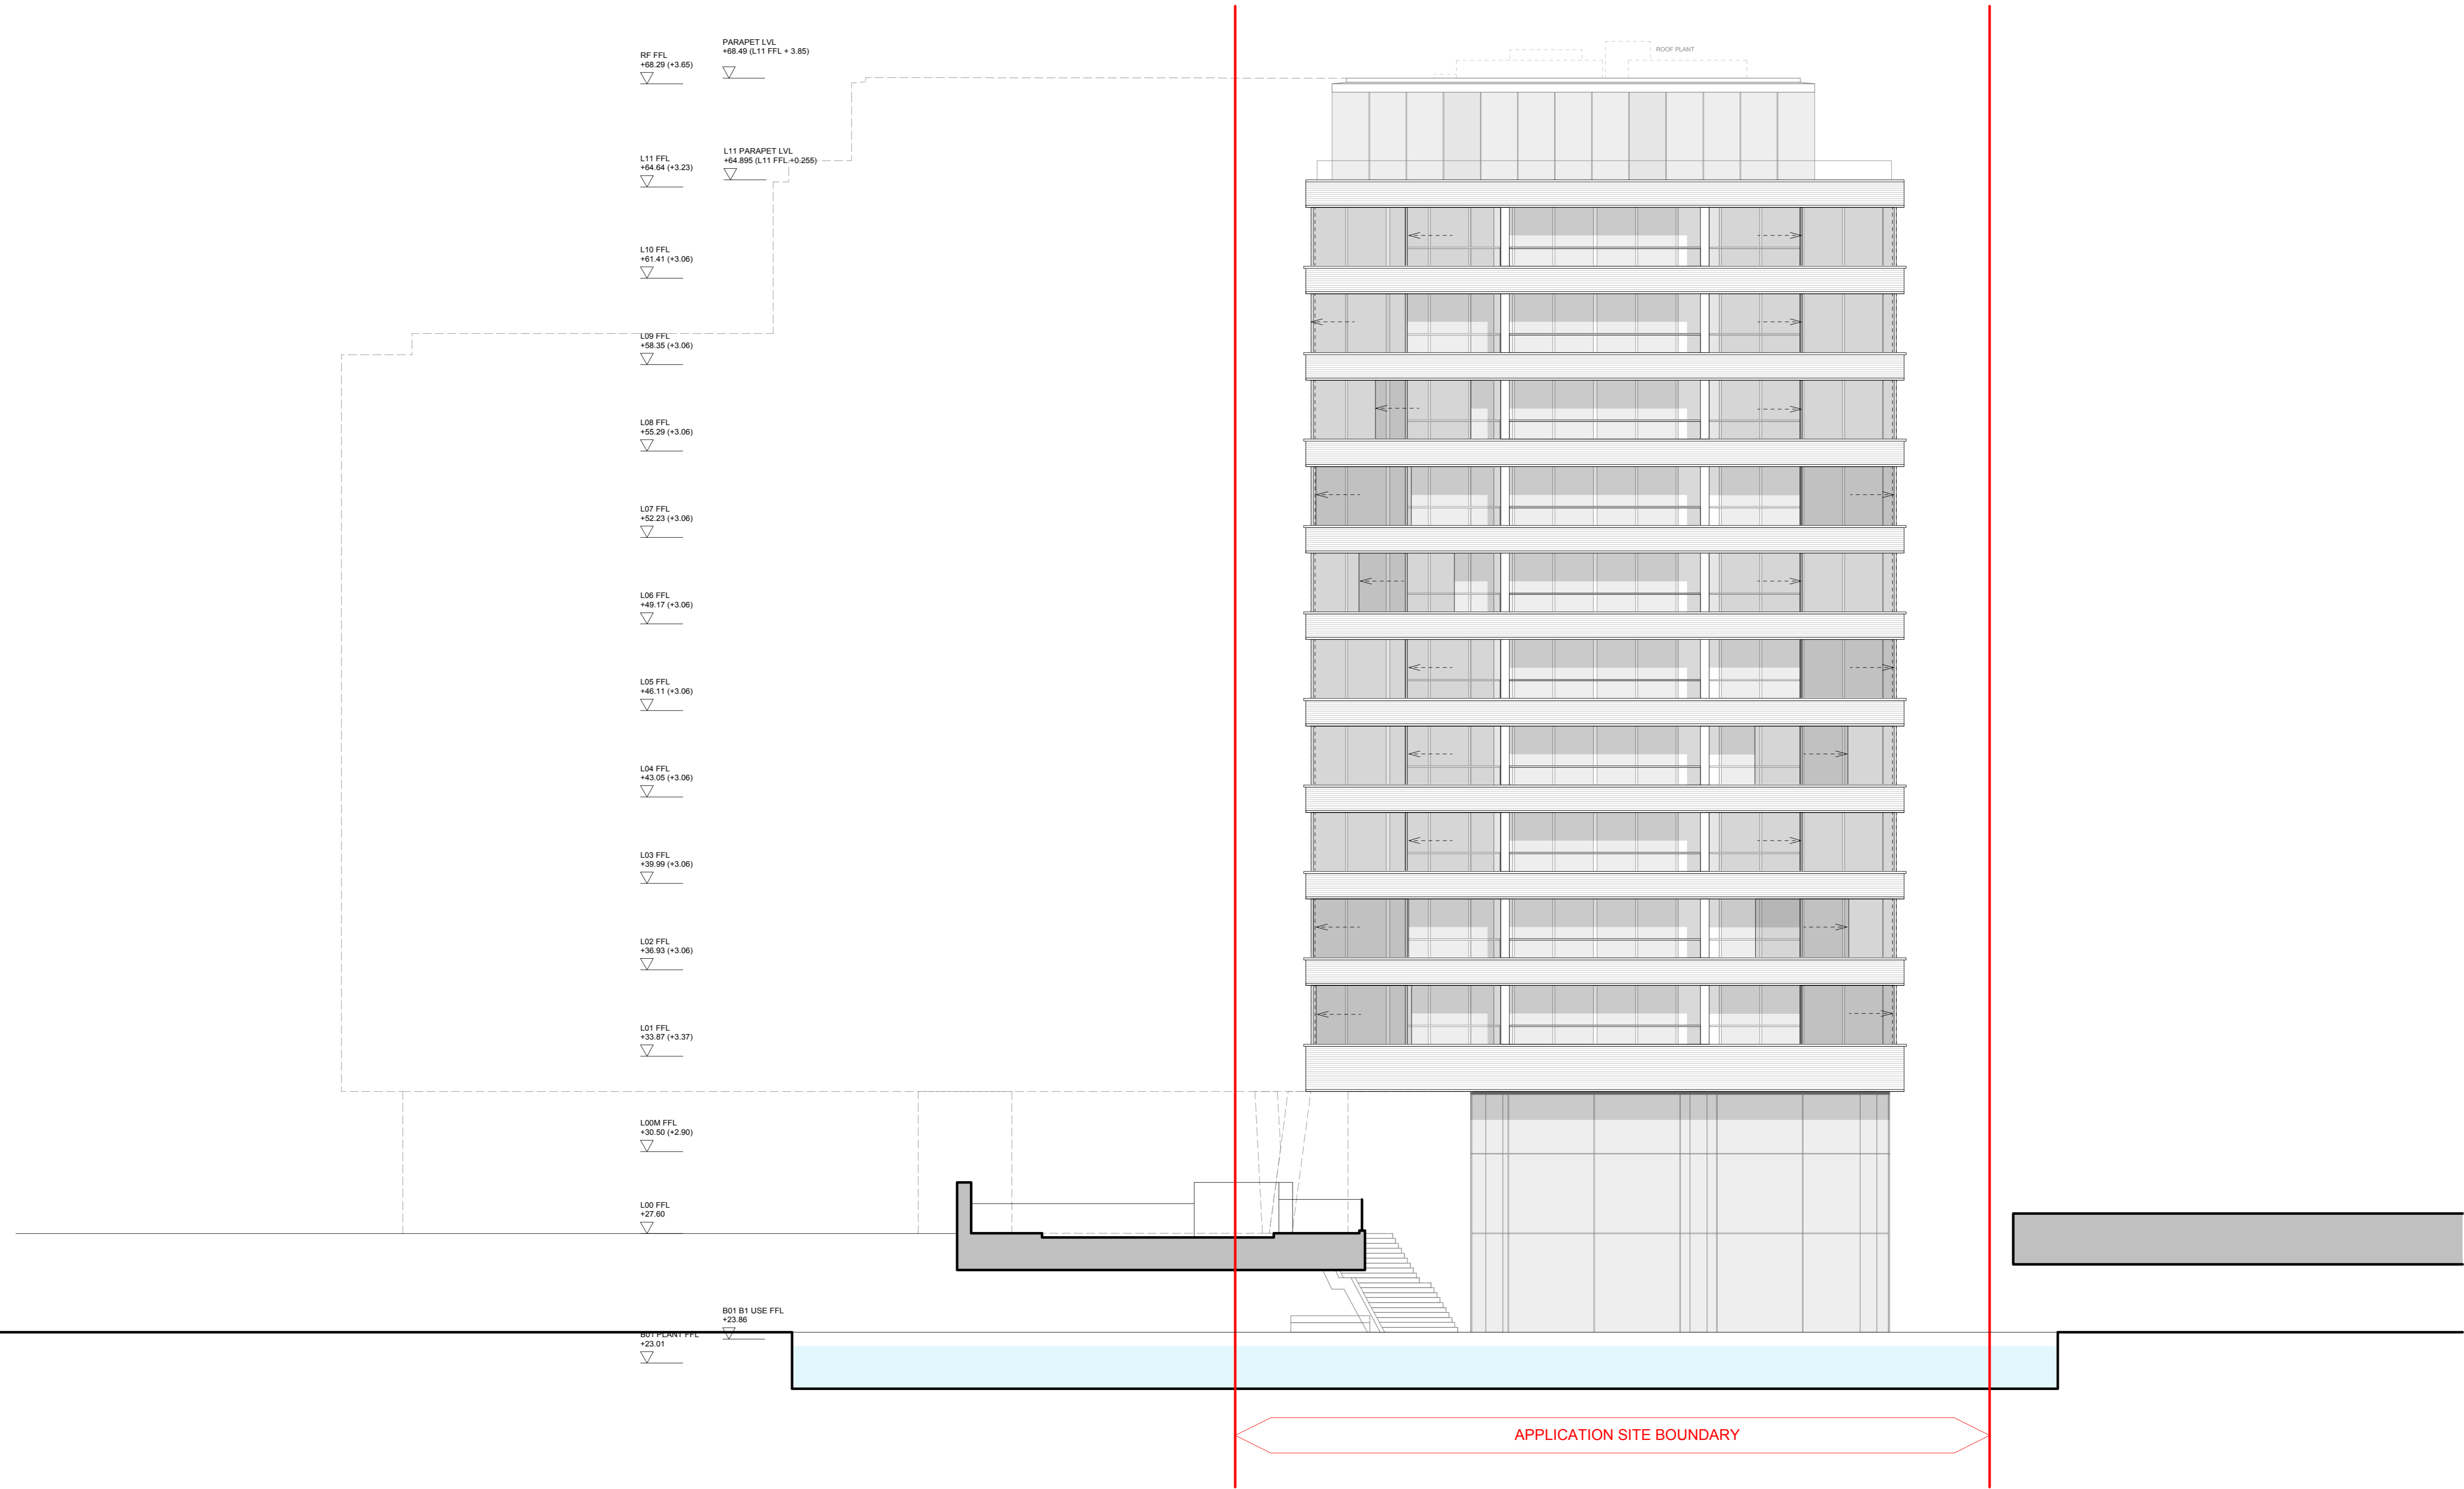 PARAPET LVL
+68.49 (L11 FFL + 3.85)
RF FFL
+68.29 (+3.65)
ROOF PLANT
L11 PARAPET LVL
+64.895 (L11 FFL +0.255)
L11 FFL
+64.64 (+3.23)
L10 FFL
+61.41 (+3.06)
L09 FFL
+58.35 (+3.06)
L08 FFL
+55.29 (+3.06)
L07 FFL
+52.23 (+3.06)
L06 FFL
+49.17 (+3.06)
L05 FFL
+46.11 (+3.06)
L04 FFL
+43.05 (+3.06)
L03 FFL
+39.99 (+3.06)
L02 FFL
+36.93 (+3.06)
L01 FFL
+33.87 (+3.37)
L00M FFL
+30.50 (+2.90)
L00 FFL
+27.60
B01 B1 USE FFL
+23.86
B01 PLANT FFL
+23.01
APPLICATION SITE BOUNDARY